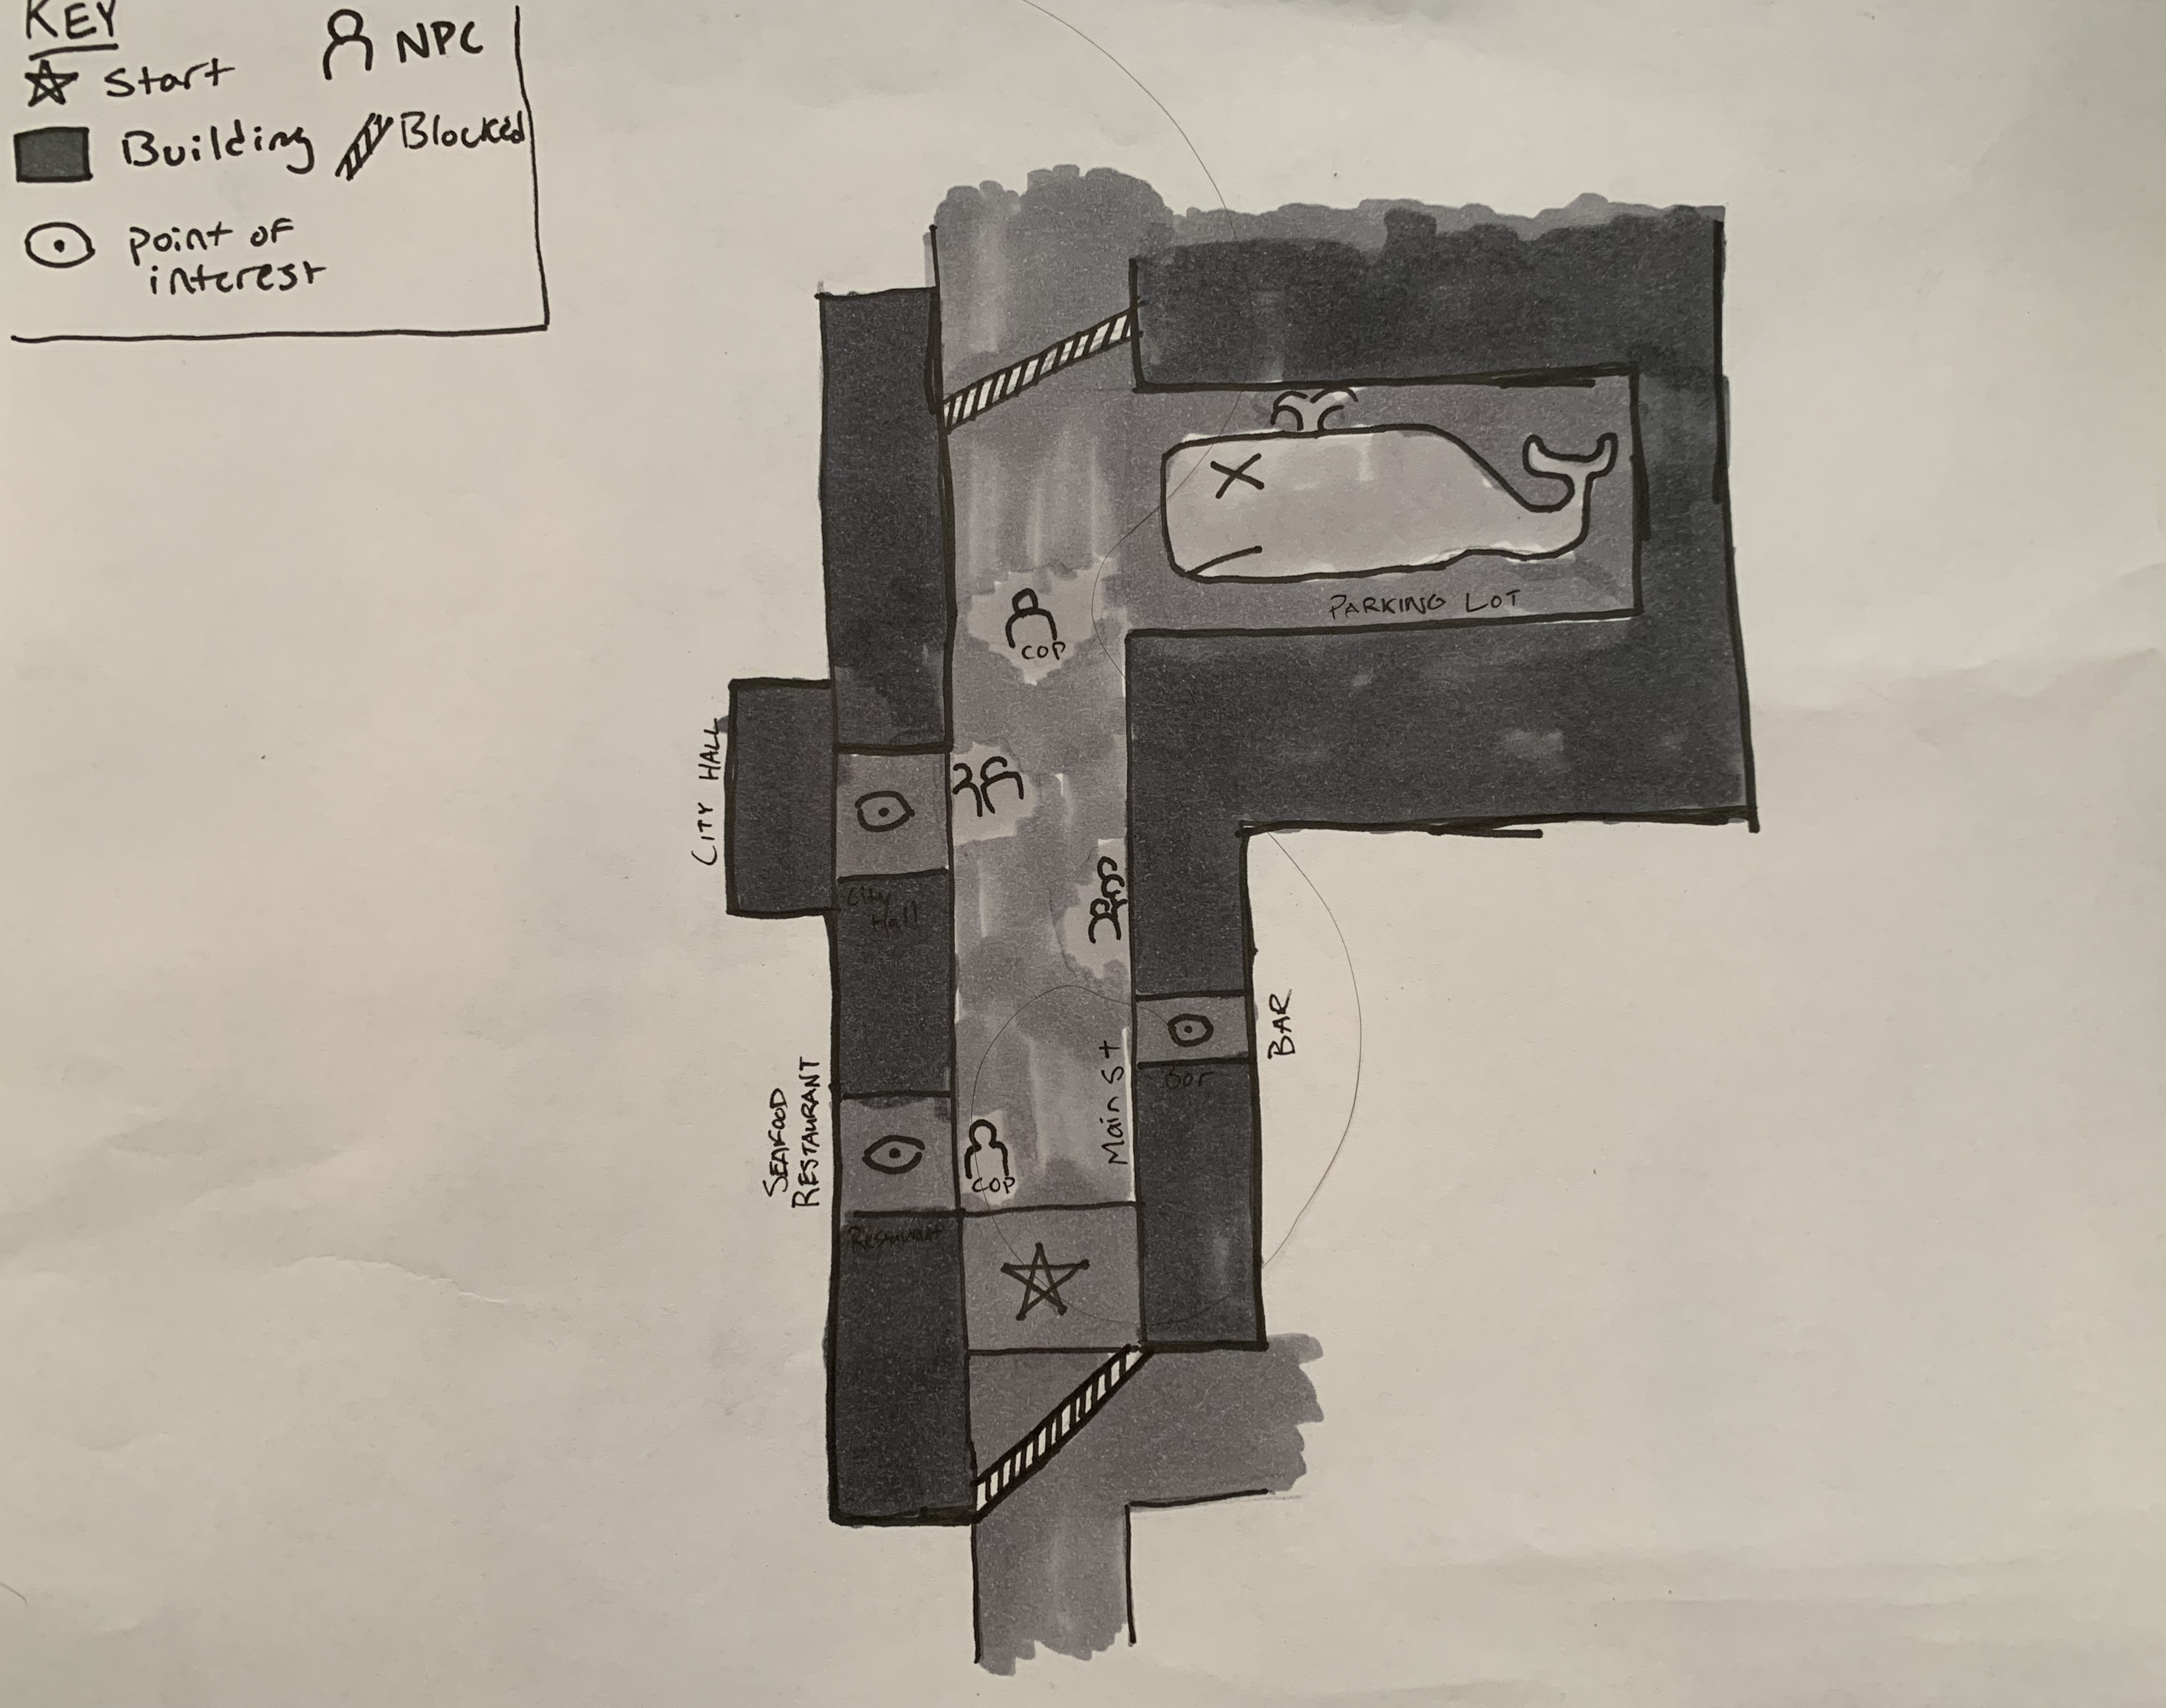 KEY
Start
NPC
Building
Blocked
point of
interest
PARKING LOT
COP
CITY HALL
City
Hall
BAR
Bar
Main St
SEAFOOD
RESTAURANT
COP